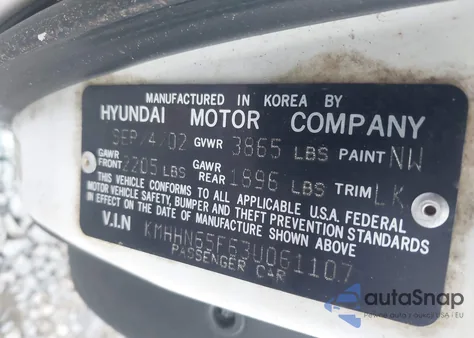 MANUFACTURED IN KOREA BY
HYUNDAI MOTOR COMPANY
SEP/4/02 GVWR 3865 LBS PAINT NW
GAWR FRONT 2205 LBS GAWR REAR 1896 LBS TRIM LK
THIS VEHICLE CONFORMS TO ALL APPLICABLE U.S.A. FEDERAL
MOTOR VEHICLE SAFETY, BUMPER AND THEFT PREVENTION STANDARDS
IN EFFECT ON THE DATE OF MANUFACTURE SHOWN ABOVE
V.I.N KMHHN65F63U061107
PASSENGER CAR
autoSnap